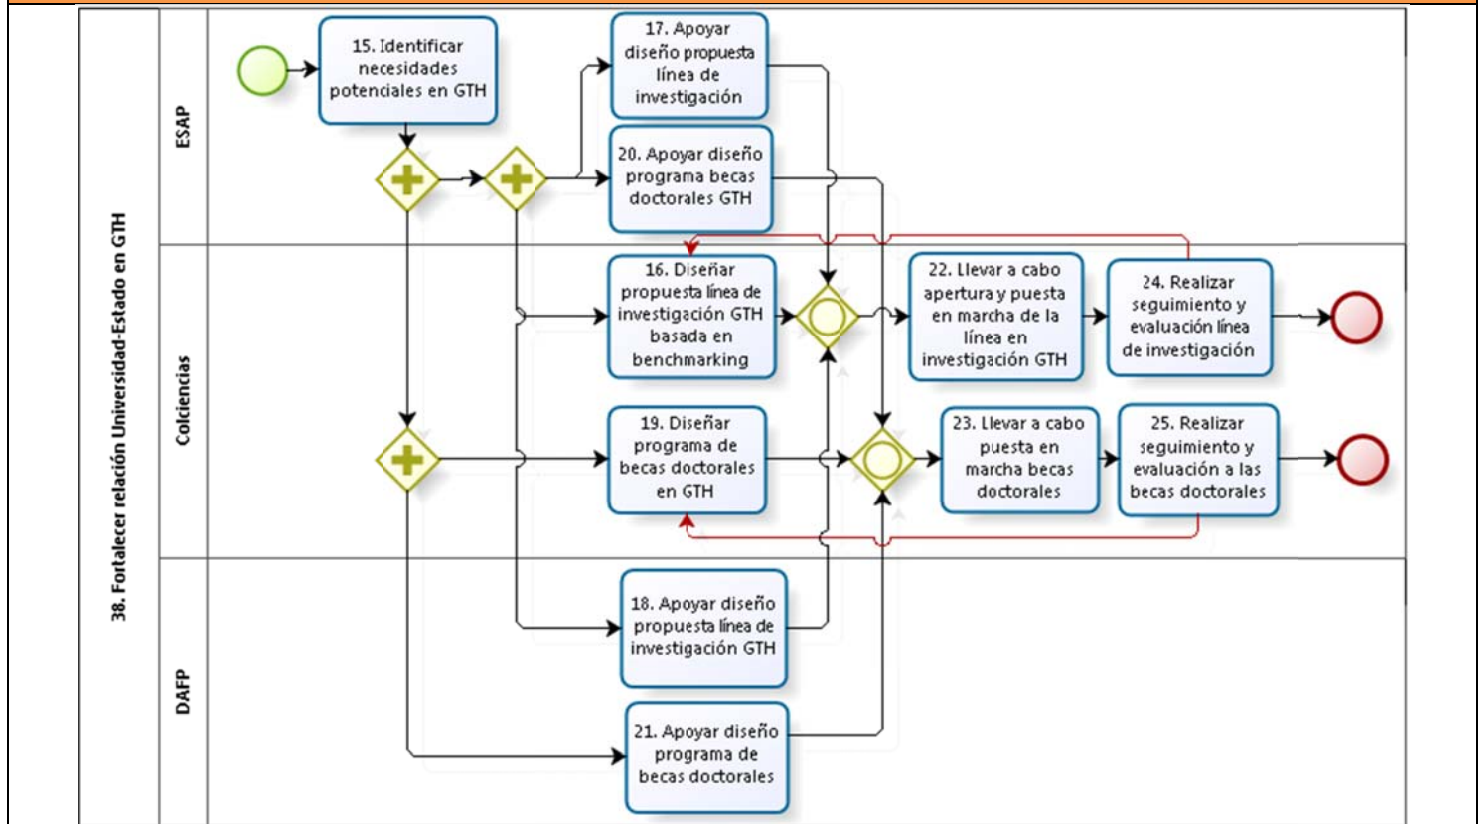 38. Fortalecer relación Universidad-Estado en GTH
ESAP
15. Identificar
necesidades
potenciales en GTH
17. Apoyar
diseño propuesta
línea de
investigación
20. Apoyar diseño
programa becas
doctorales GTH
Colciencias
16. Diseñar
propuesta línea de
investigación GTH
basada en
benchmarking
22. Llevar a cabo
apertura y puesta
en marcha de la
línea en
investigación GTH
24. Realizar
seguimiento y
evaluación línea
de investigación
19. Diseñar
programa de
becas doctorales
en GTH
23. Llevar a cabo
puesta en
marcha becas
doctorales
25. Realizar
seguimiento y
evaluación a las
becas doctorales
DAFP
18. Apoyar diseño
propuesta línea de
investigación GTH
21. Apoyar diseño
programa de
becas doctorales